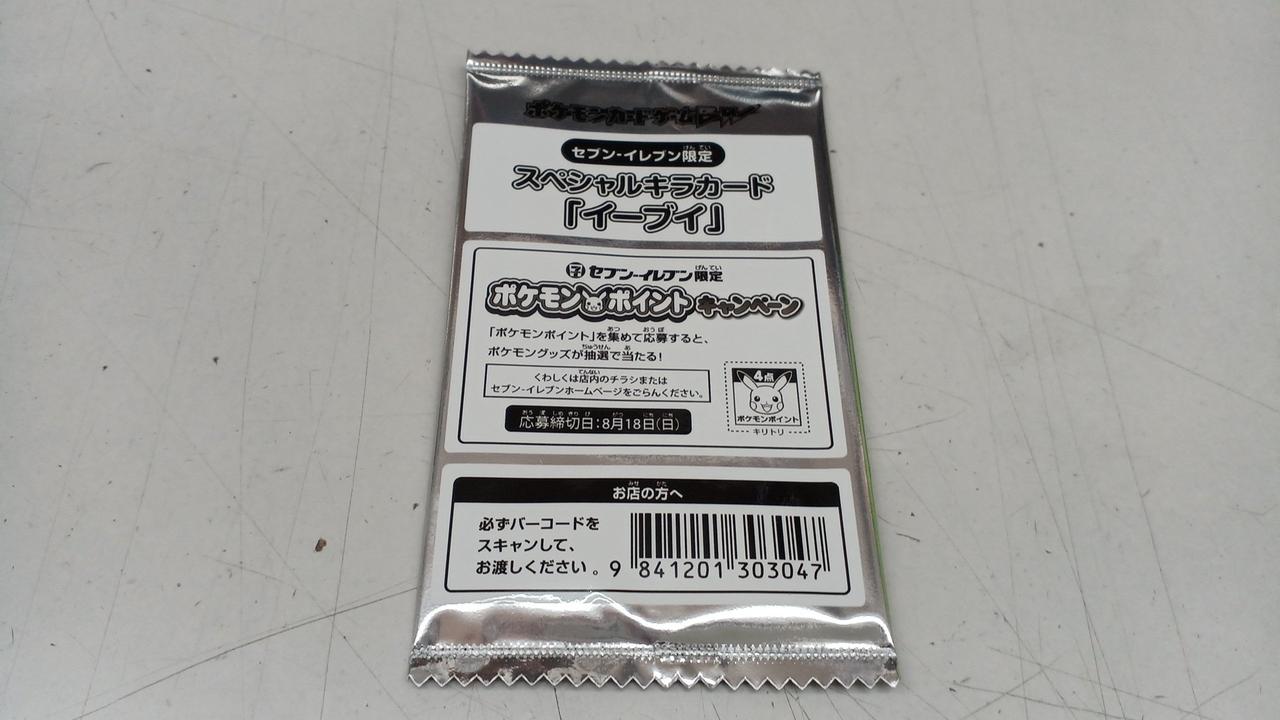 ポケモンカードゲームBW
セブン-イレブン限定
スペシャルキラカード
「イーブイ」
セブン-イレブン限定
ポケモンポイントキャンペーン
「ポケモンポイント」を集めて応募すると、
ポケモングッズが抽選で当たる!
くわしくは店内のチラシまたは
セブン-イレブンホームページをごらんください。
応募締切日:8月18日(日)
4点
ポケモンポイント
キリトリ
お店の方へ
必ずバーコードを
スキャンして、
お渡しください。
9 841201 303047